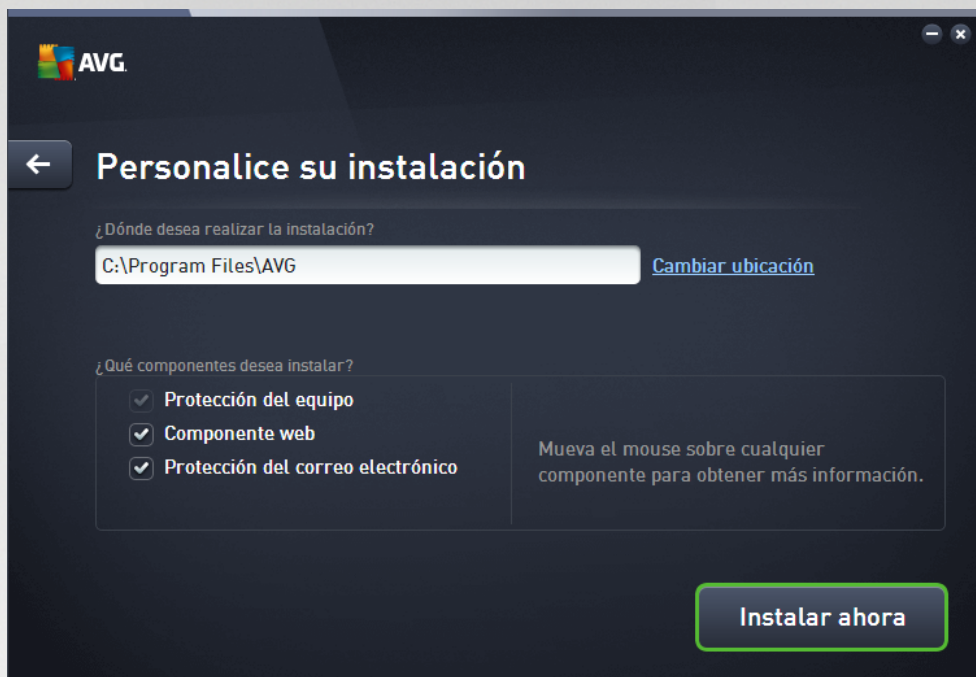 AVG.
Personalice su instalación
¿Dónde desea realizar la instalación?
C:\Program Files\AVG
Cambiar ubicación
¿Qué componentes desea instalar?
Protección del equipo
Componente web
Protección del correo electrónico
Mueva el mouse sobre cualquier
componente para obtener más información.
Instalar ahora